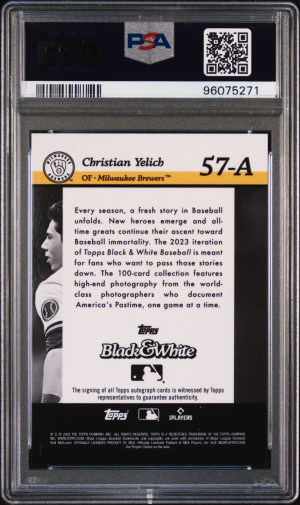 PSA
96075271
MILWAUKEE
BREWERS
Christian Yelich
OF · Milwaukee Brewers™
57-A
Every season, a fresh story in Baseball
unfolds. New heroes emerge and all-
time greats continue their ascent toward
Baseball immortality. The 2023 iteration
of Topps Black & White Baseball is meant
for fans who want to pass those stories
down. The 100-card collection features
high-end photography from the world-
class photographers who document
America's Pastime, one game at a time.
Topps
Black&White
The signing of all Topps autograph cards is witnessed by Topps
representatives to guarantee authenticity.
Topps
PLAYERS